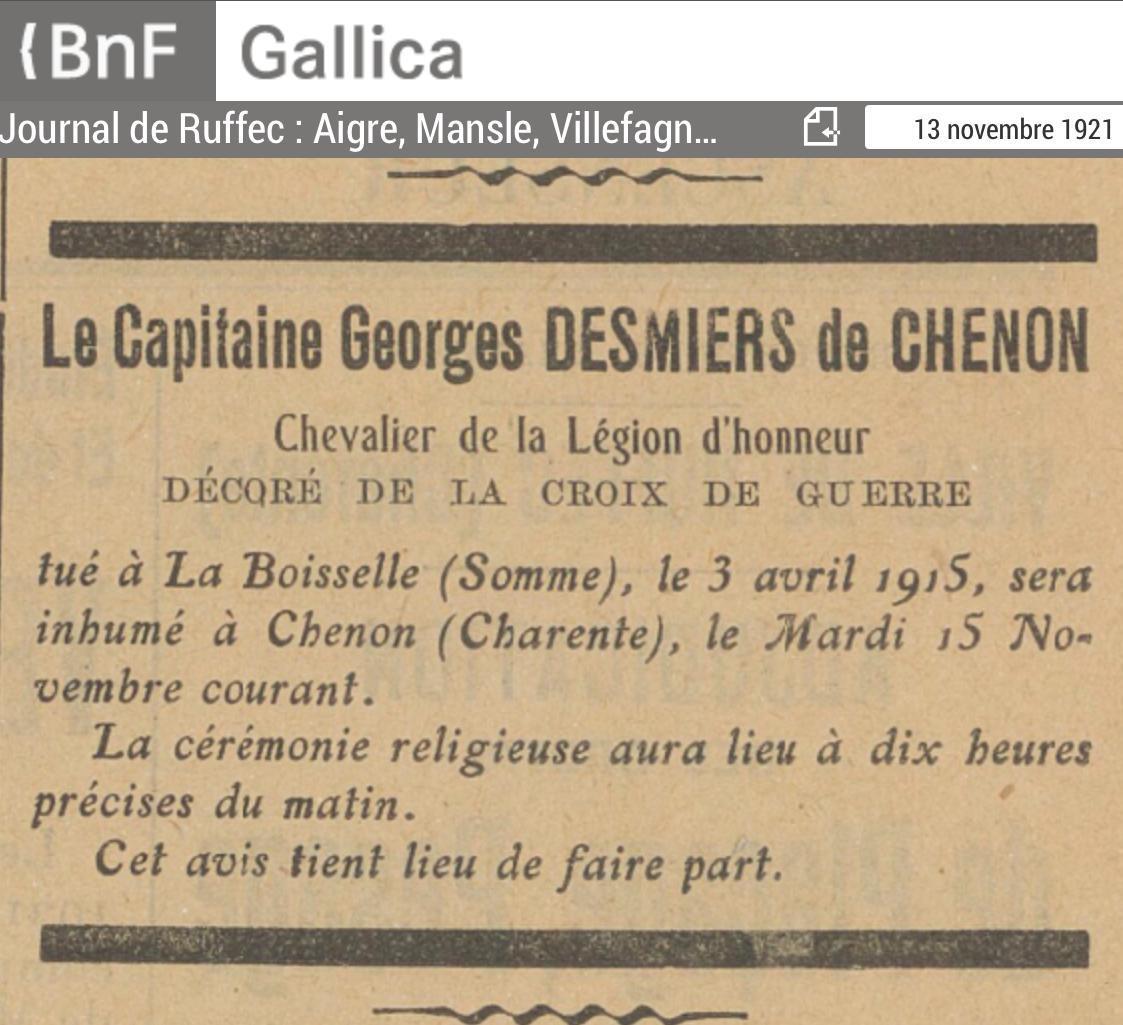 BnF Gallica
Journal de Ruffec : Aigre, Mansle, Villefagn... 13 novembre 1921
Le Capitaine Georges DESMIERS de CHENON
Chevalier de la Légion d'honneur
DÉCORÉ DE LA CROIX DE GUERRE
tué à La Boisselle (Somme), le 3 avril 1915, sera
inhumé à Chenon (Charente), le Mardi 15 No-
vembre courant.
La cérémonie religieuse aura lieu à dix heures
précises du matin.
Cet avis tient lieu de faire part.